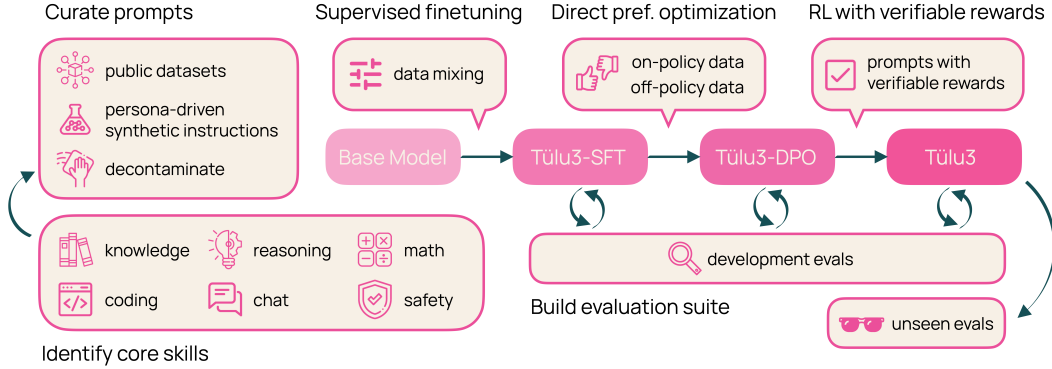 Curate prompts
public datasets
persona-driven
synthetic instructions
decontaminate
knowledge
reasoning
math
coding
chat
safety
Identify core skills
Supervised finetuning
data mixing
Direct pref. optimization
on-policy data
off-policy data
RL with verifiable rewards
prompts with
verifiable rewards
Base Model
Tülu3-SFT
Tülu3-DPO
Tülu3
development evals
Build evaluation suite
unseen evals